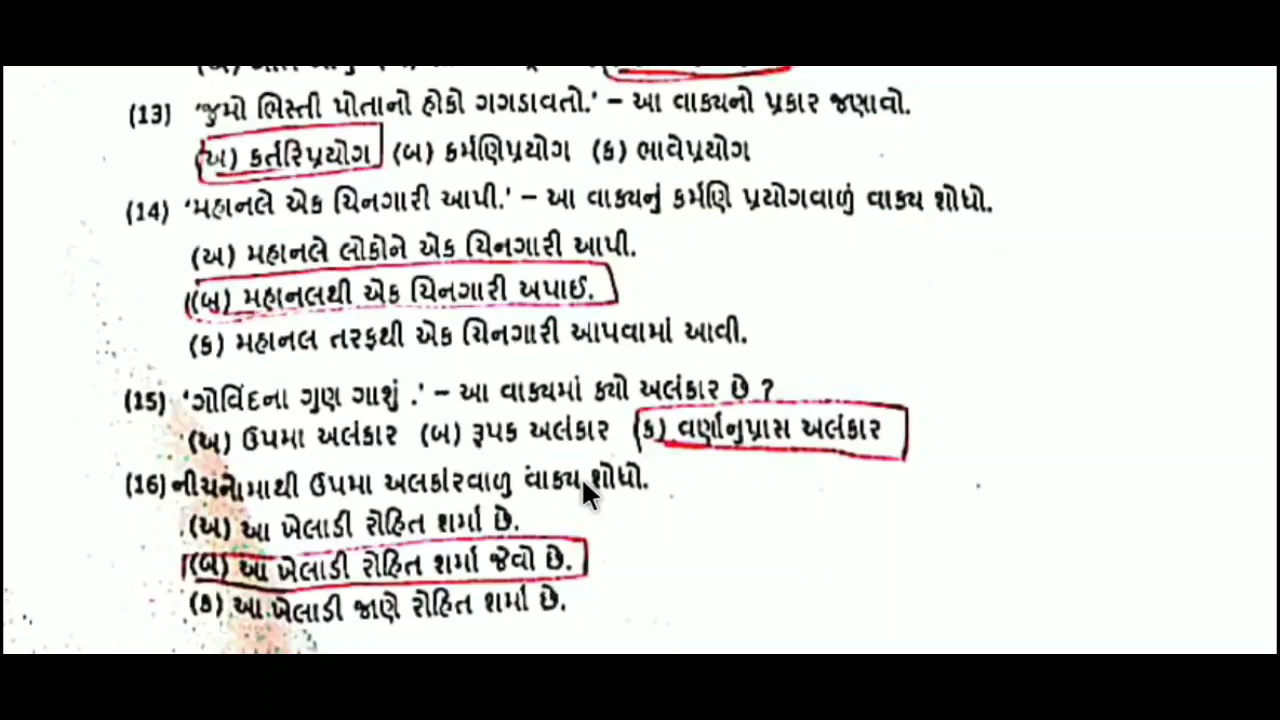 (13) 'જુમો ભિસ્તી પોતાનો હોકો ગગડાવતો.' – આ વાક્યનો પ્રકાર જણાવો.
(અ) કર્તરિપ્રયોગ (બ) કર્મણિપ્રયોગ (ક) ભાવેપ્રયોગ
(14) 'મહાનલે એક ચિનગારી આપી.' – આ વાક્યનું કર્મણિ પ્રયોગવાળું વાક્ય શોધો.
(અ) મહાનલે લોકોને એક ચિનગારી આપી.
(બ) મહાનલથી એક ચિનગારી અપાઈ.
(ક) મહાનલ તરફથી એક ચિનગારી આપવામાં આવી.
(15) 'ગોવિંદના ગુણ ગાશું .' – આ વાક્યમાં ક્યો અલંકાર છે ?
(અ) ઉપમા અલંકાર (બ) રૂપક અલંકાર (ક) વર્ણાનુપ્રાસ અલંકાર
(16) ઉપમા અલકાંરવાળુ વાક્ય શોધો.
(અ) આ ખેલાડી રોહિત શર્મા છે.
(બ) આ ખેલાડી રોહિત શર્મા જેવો છે.
(ક) આ ખેલાડી જાણે રોહિત શર્મા છે.